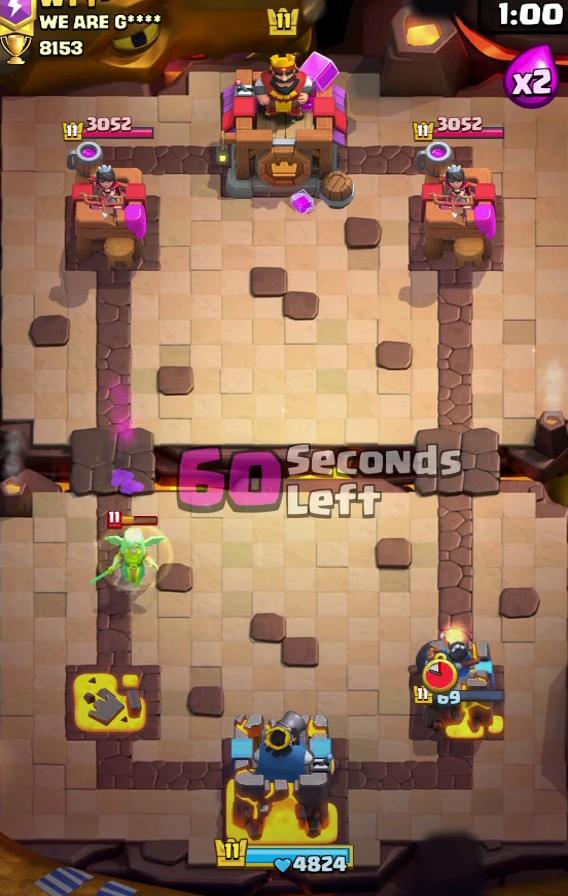 WE ARE G****
8153
11
1:00
x2
11 3052
11 3052
60 Seconds
Left
11
11 69
11 4824